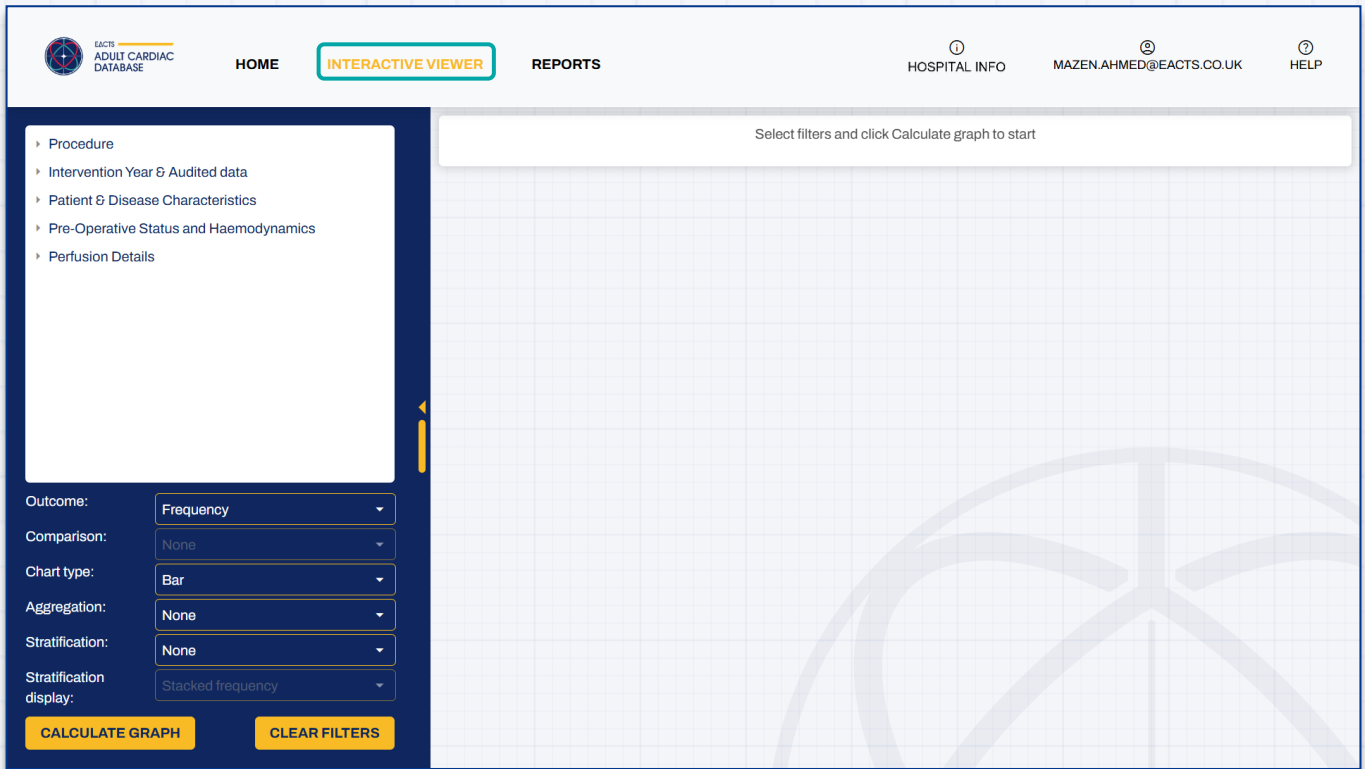 EACTS
ADULT CARDIAC
DATABASE
HOME
INTERACTIVE VIEWER
REPORTS
HOSPITAL INFO
MAZEN.AHMED@EACTS.CO.UK
HELP
Procedure
Intervention Year & Audited data
Patient & Disease Characteristics
Pre-Operative Status and Haemodynamics
Perfusion Details
Select filters and click Calculate graph to start
Outcome:
Frequency
Comparison:
None
Chart type:
Bar
Aggregation:
None
Stratification:
None
Stratification
display:
Stacked frequency
CALCULATE GRAPH
CLEAR FILTERS